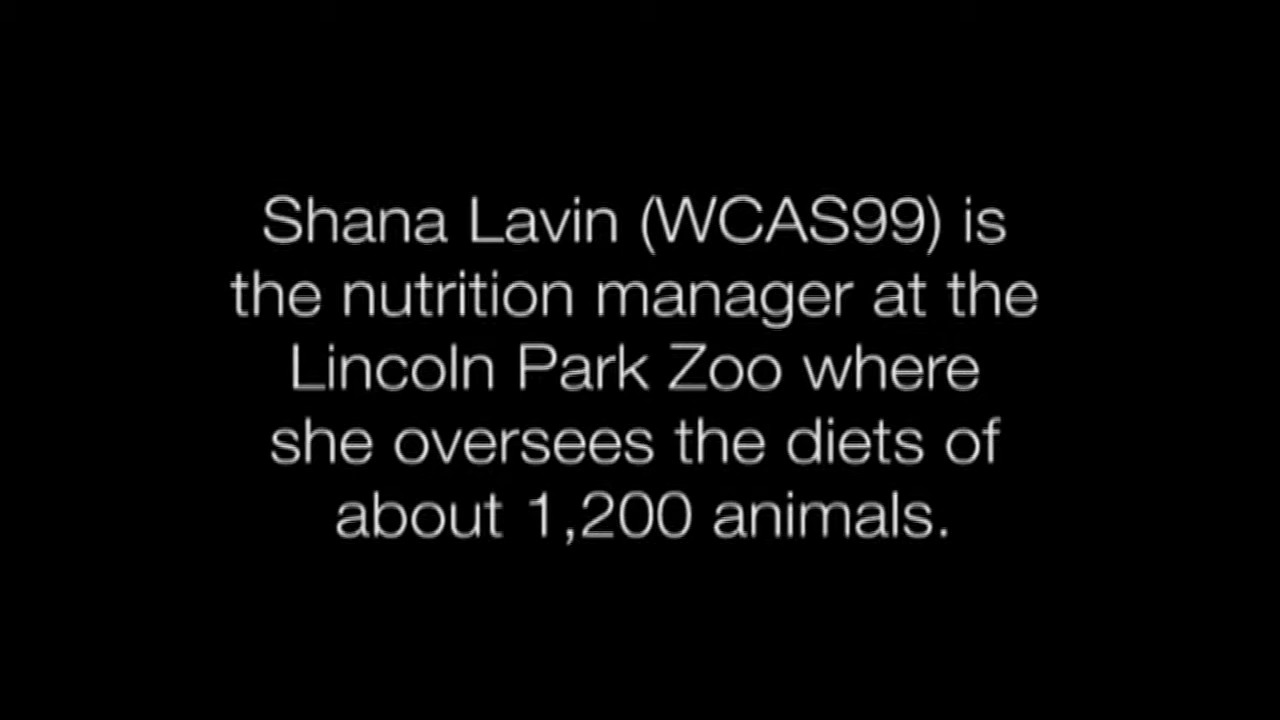 Shana Lavin (WCAS99) is
the nutrition manager at the
Lincoln Park Zoo where
she oversees the diets of
about 1,200 animals.